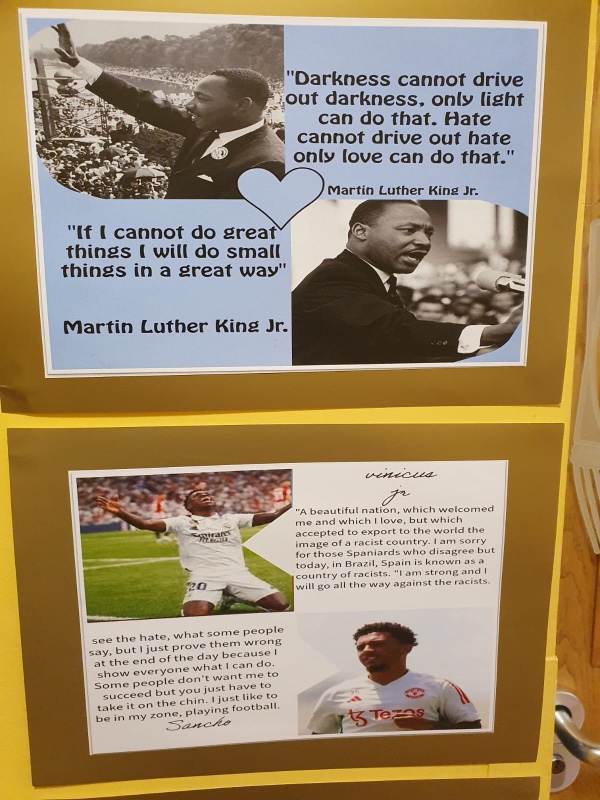 "Darkness cannot drive
out darkness, only light
can do that. Hate
cannot drive out hate
only love can do that."
Martin Luther King Jr.
"If I cannot do great
things I will do small
things in a great way"
Martin Luther King Jr.
vinicius
jr
"A beautiful nation, which welcomed
me and which I love, but which
accepted to export to the world the
image of a racist country. I am sorry
for those Spaniards who disagree but
today, in Brazil, Spain is known as a
country of racists. "I am strong and I
will go all the way against the racists.
Emirates
20
see the hate, what some people
say, but I just prove them wrong
at the end of the day because I
show everyone what I can do.
Some people don't want me to
succeed but you just have to
take it on the chin. I just like to
be in my zone, playing football.
Sancho
Tezos